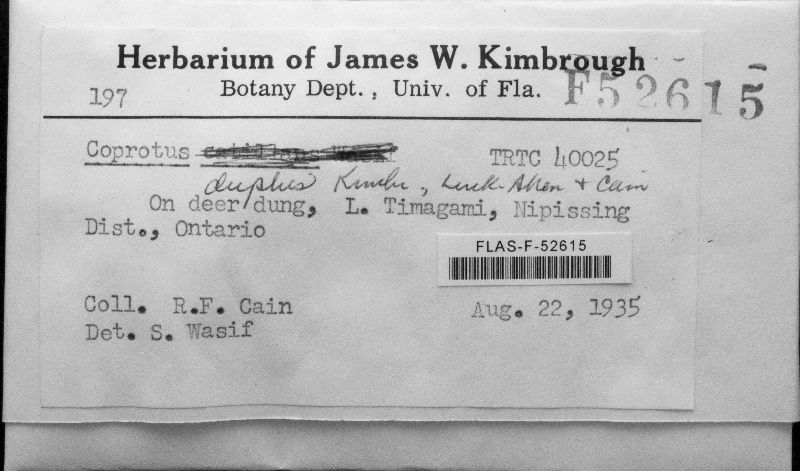 Herbarium of James W. Kimbrough
Botany Dept., Univ. of Fla.
F52615
197
Coprotus TRTC 40025
duplus Kimbr., Luck-Allen + Cain
On deer dung, L. Timagami, Nipissing
Dist., Ontario
FLAS-F-52615
Coll. R.F. Cain Aug. 22, 1935
Det. S. Wasif